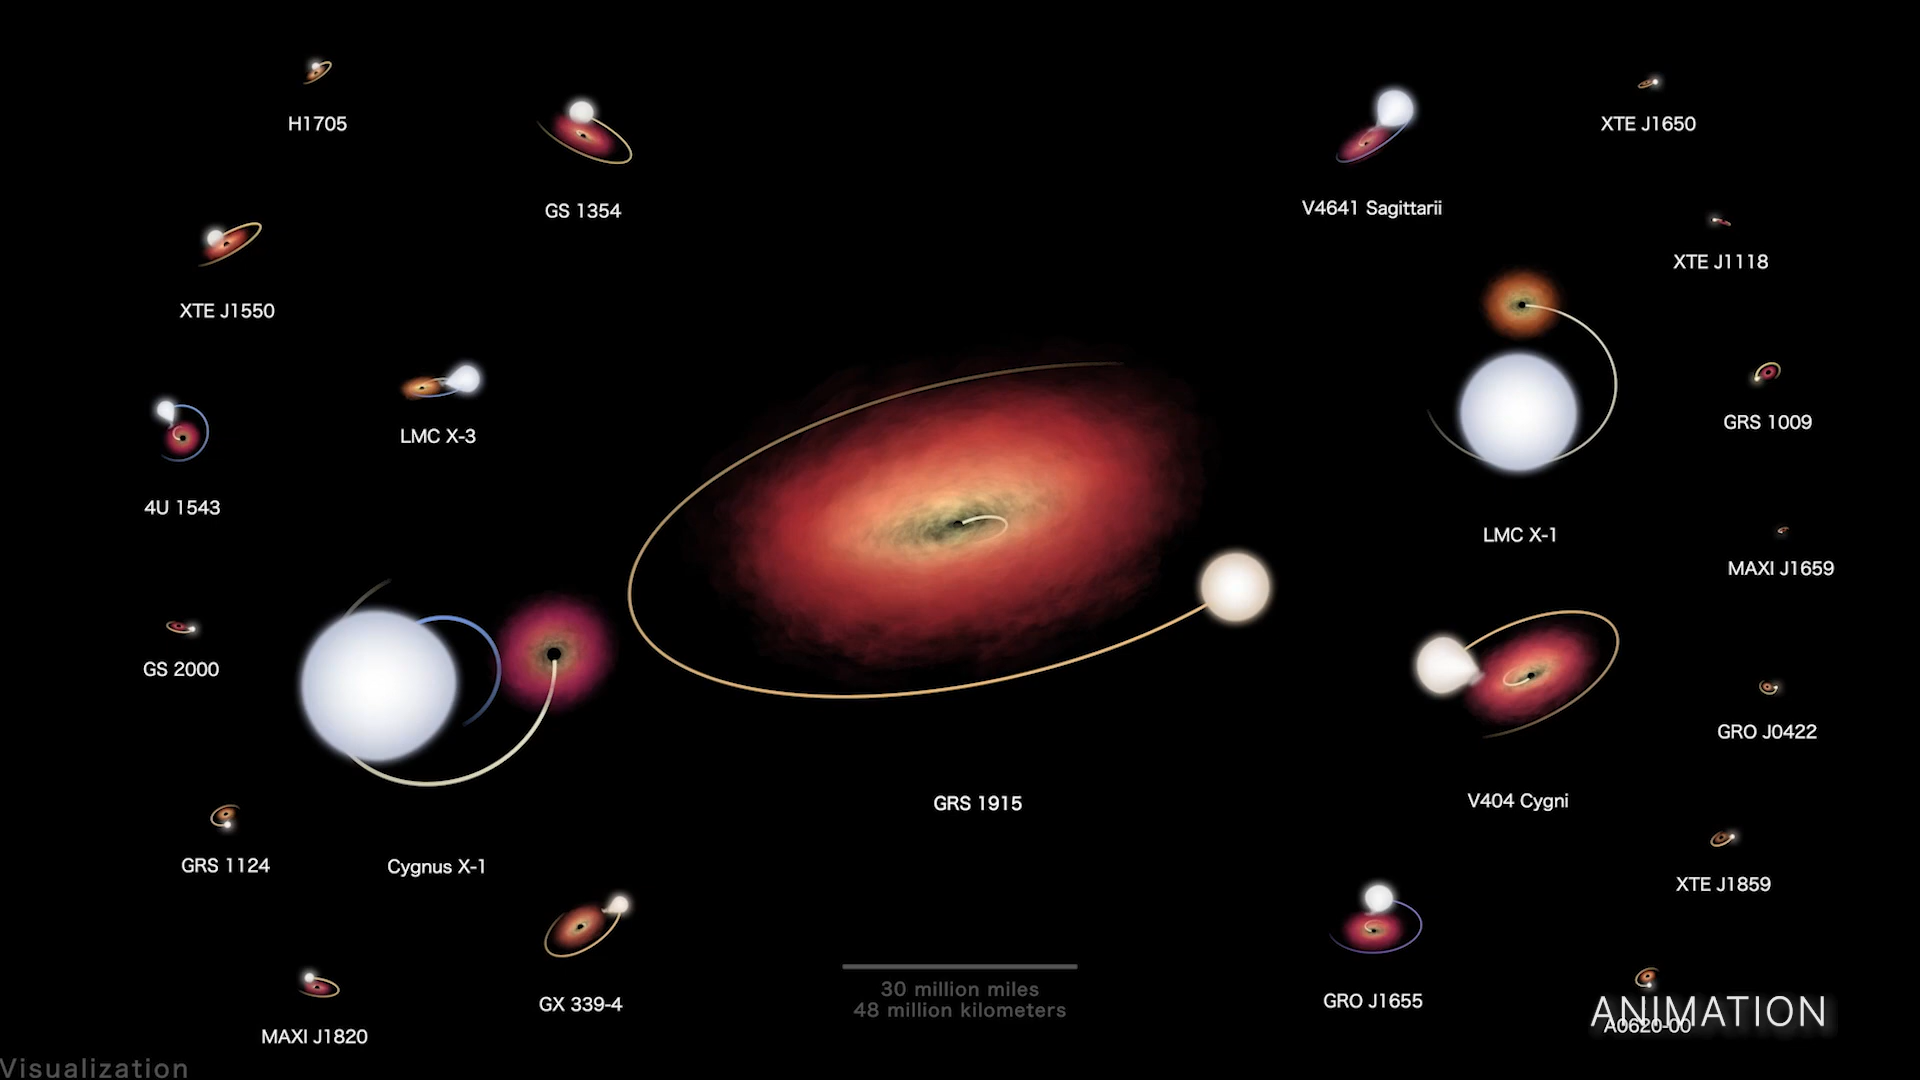 H1705
XTE J1650
GS 1354
V4641 Sagittarii
XTE J1118
XTE J1550
GRS 1009
LMC X-3
4U 1543
LMC X-1
MAXI J1659
GS 2000
GRO J0422
GRS 1915
V404 Cygni
GRS 1124
Cygnus X-1
XTE J1859
30 million miles
48 million kilometers
GX 339-4
GRO J1655
ANIMATION
A0620-00
MAXI J1820
Visualization